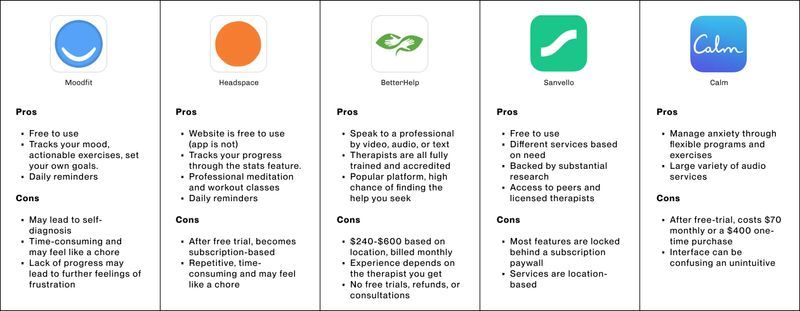 Calm
Moodfit
Pros
Free to use
Tracks your mood,
actionable exercises, set
your own goals.
Daily reminders
Cons
May lead to self-
diagnosis
Time-consuming and
may feel like a chore
Lack of progress may
lead to further feelings of
frustration
Headspace
Pros
Website is free to use
(app is not)
Tracks your progress
through the stats feature.
Professional meditation
and workout classes
Daily reminders
Cons
After free trial, becomes
subscription-based
Repetitive, time-
consuming and may feel
like a chore
BetterHelp
Pros
Speak to a professional
by video, audio, or text
Therapists are all fully
trained and accredited
Popular platform, high
chance of finding the
help you seek
Cons
$240-$600 based on
location, billed monthly
Experience depends on
the therapist you get
No free trials, refunds, or
consultations
Sanvello
Pros
Free to use
Different services based
on need
Backed by substantial
research
Access to peers and
licensed therapists
Cons
Most features are locked
behind a subscription
paywall
Services are location-
based
Calm
Pros
Manage anxiety through
flexible programs and
exercises
Large variety of audio
services
Cons
After free-trial, costs $70
monthly or a $400 one-
time purchase
Interface can be
confusing an unintuitive